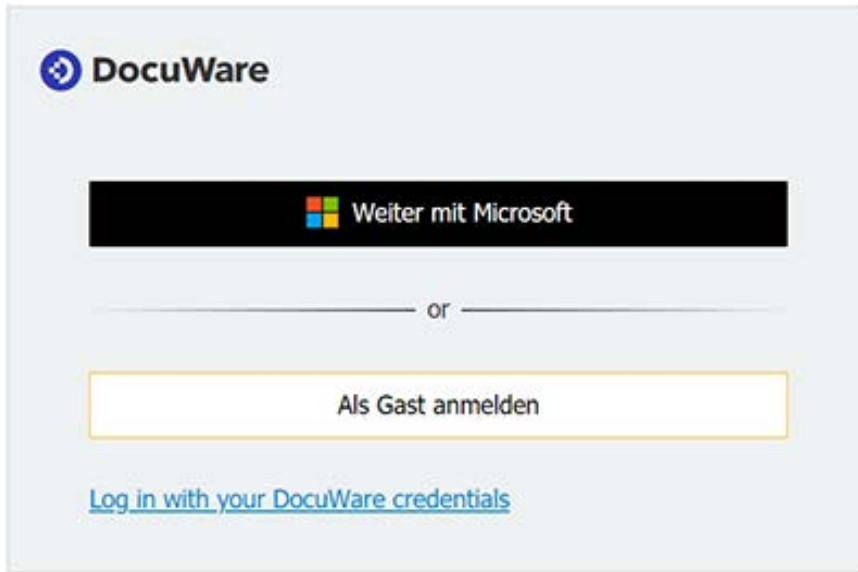 DocuWare
Weiter mit Microsoft
or
Als Gast anmelden
Log in with your DocuWare credentials